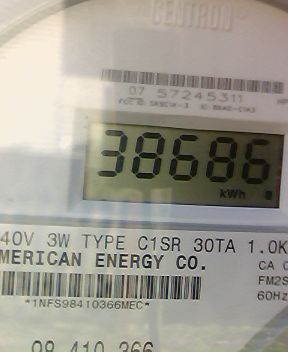 CENTRON
07 57245311
38686
kWh
40V 3W TYPE C1SR 30TA 1.0K
MERICAN ENERGY CO.
CA 0
FM2S
60Hz
*1NFS98410366MEC*
98 410 366